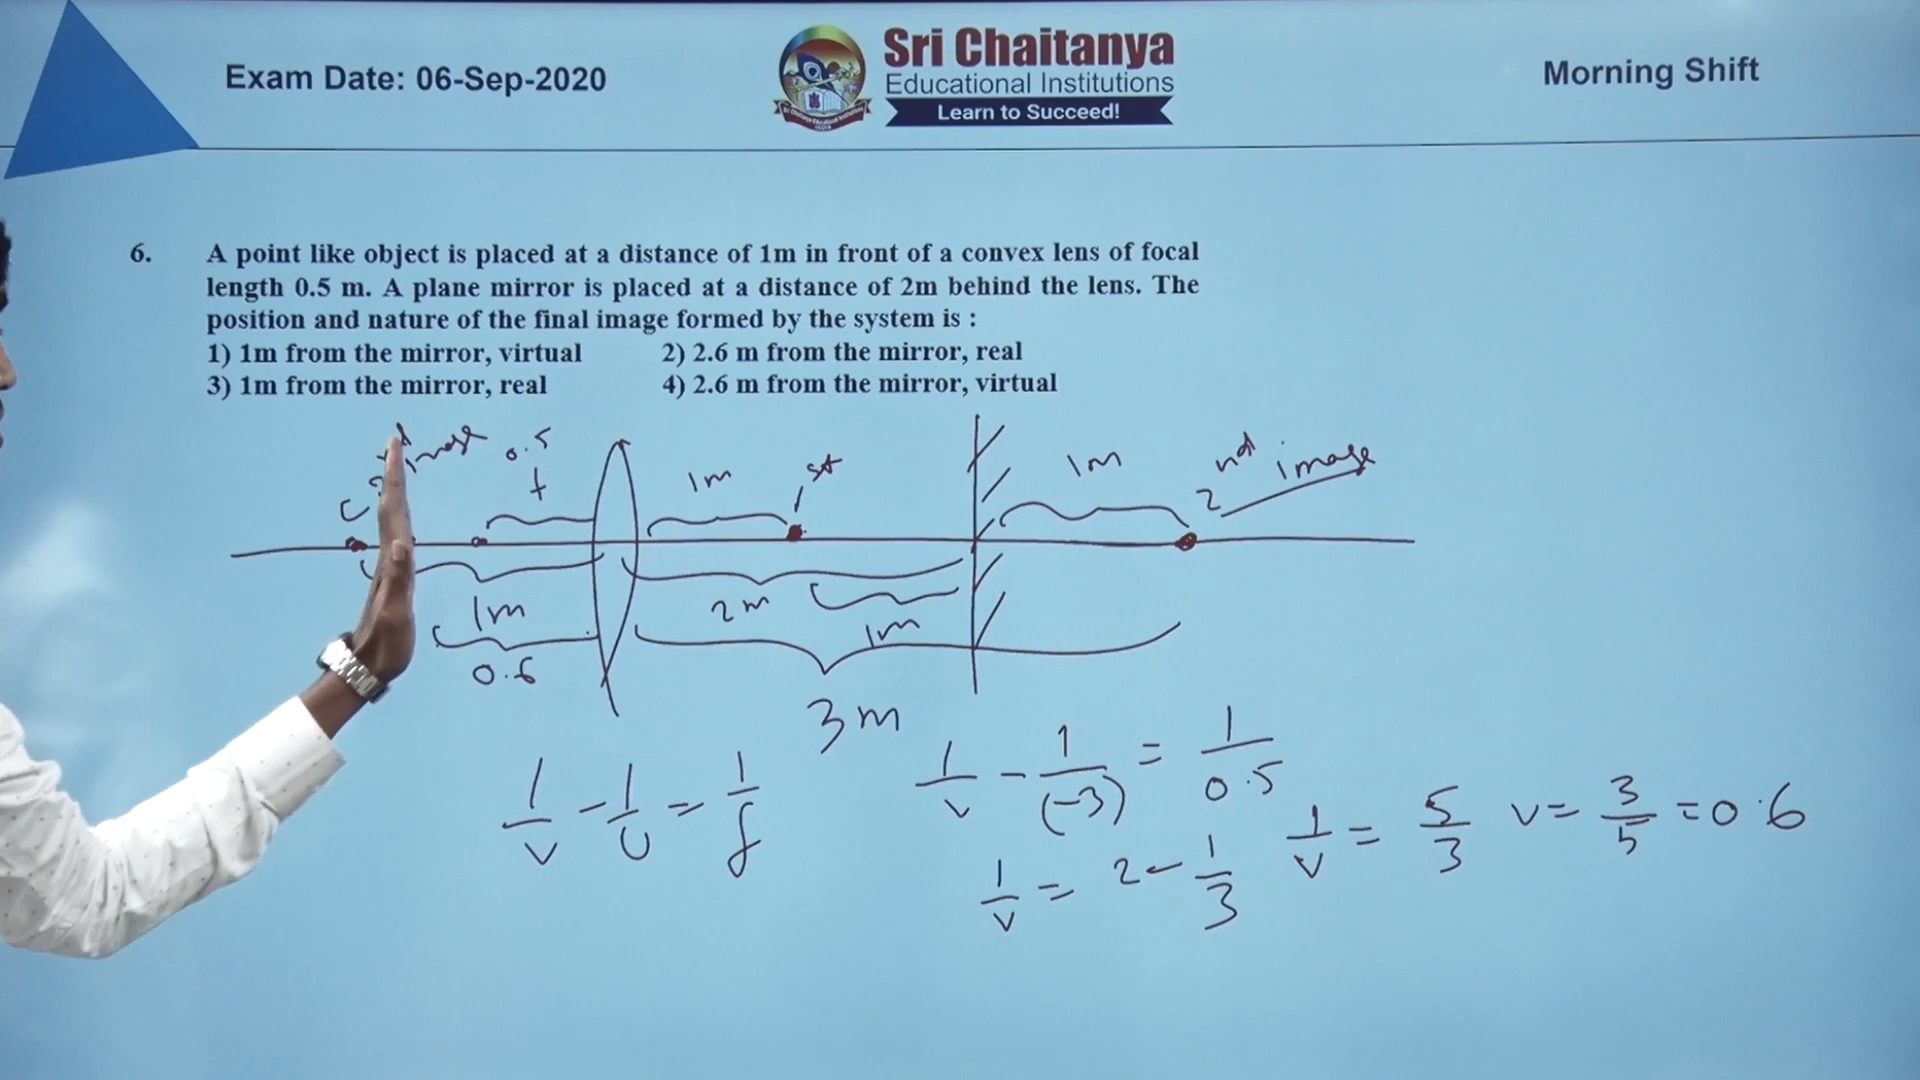 Exam Date: 06-Sep-2020
Sri Chaitanya
Educational Institutions
Learn to Succeed!
Morning Shift
6. A point like object is placed at a distance of 1m in front of a convex lens of focal
length 0.5 m. A plane mirror is placed at a distance of 2m behind the lens. The
position and nature of the final image formed by the system is :
1) 1m from the mirror, virtual 2) 2.6 m from the mirror, real
3) 1m from the mirror, real 4) 2.6 m from the mirror, virtual
image 0.5 1m st 1m 2nd image
f
C
1m 2m 1m
0.6
3m
1/v - 1/u = 1/f 1/v - 1/(-3) = 1/0.5
1/v = 2 - 1/3 1/v = 5/3 v = 3/5 = 0.6